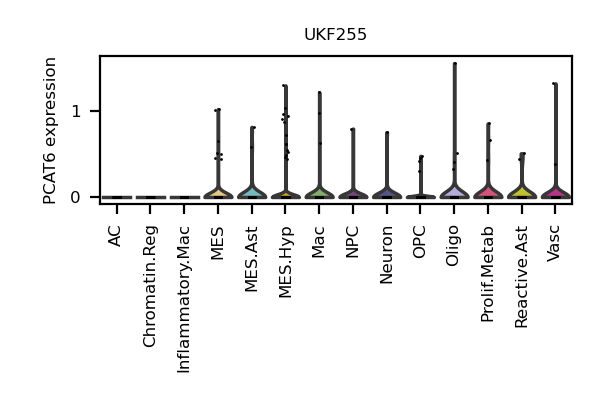 UKF255
PCAT6 expression
1
0
AC
Chromatin.Reg
Inflammatory.Mac
MES
MES.Ast
MES.Hyp
Mac
NPC
Neuron
OPC
Oligo
Prolif.Metab
Reactive.Ast
Vasc